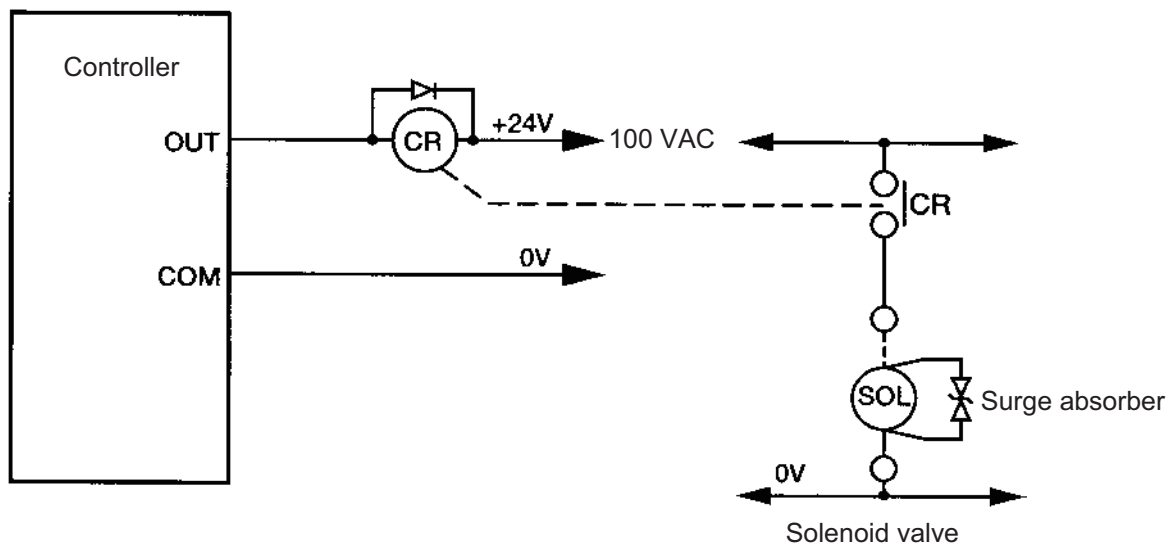 Controller
OUT
CR
+24V
100 VAC
CR
COM
0V
SOL
Surge absorber
0V
Solenoid valve